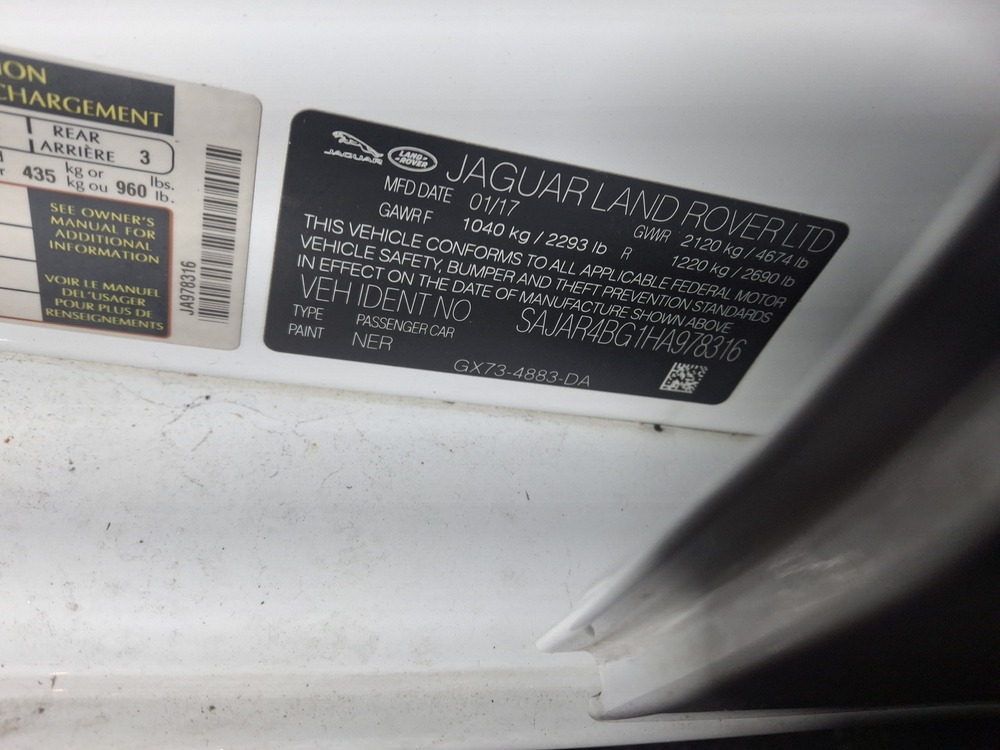 CHARGEMENT
REAR
ARRIÈRE 3
435 kg or kg ou 960 lbs. lb.
SEE OWNER'S
MANUAL FOR
ADDITIONAL
INFORMATION
VOIR LE MANUEL
DEL'USAGER
POUR PLUS DE
RENSEIGNEMENTS
JA978316
JAGUAR
LAND ROVER
JAGUAR LAND ROVER LTD
MFD DATE 01/17 GVWR 2120 kg / 4674 lb
GAWR F 1040 kg / 2293 lb R 1220 kg / 2690 lb
THIS VEHICLE CONFORMS TO ALL APPLICABLE FEDERAL MOTOR
VEHICLE SAFETY, BUMPER AND THEFT PREVENTION STANDARDS
IN EFFECT ON THE DATE OF MANUFACTURE SHOWN ABOVE
VEH IDENT NO SAJAR4BG1HA978316
TYPE PASSENGER CAR
PAINT NER
GX73-4883-DA